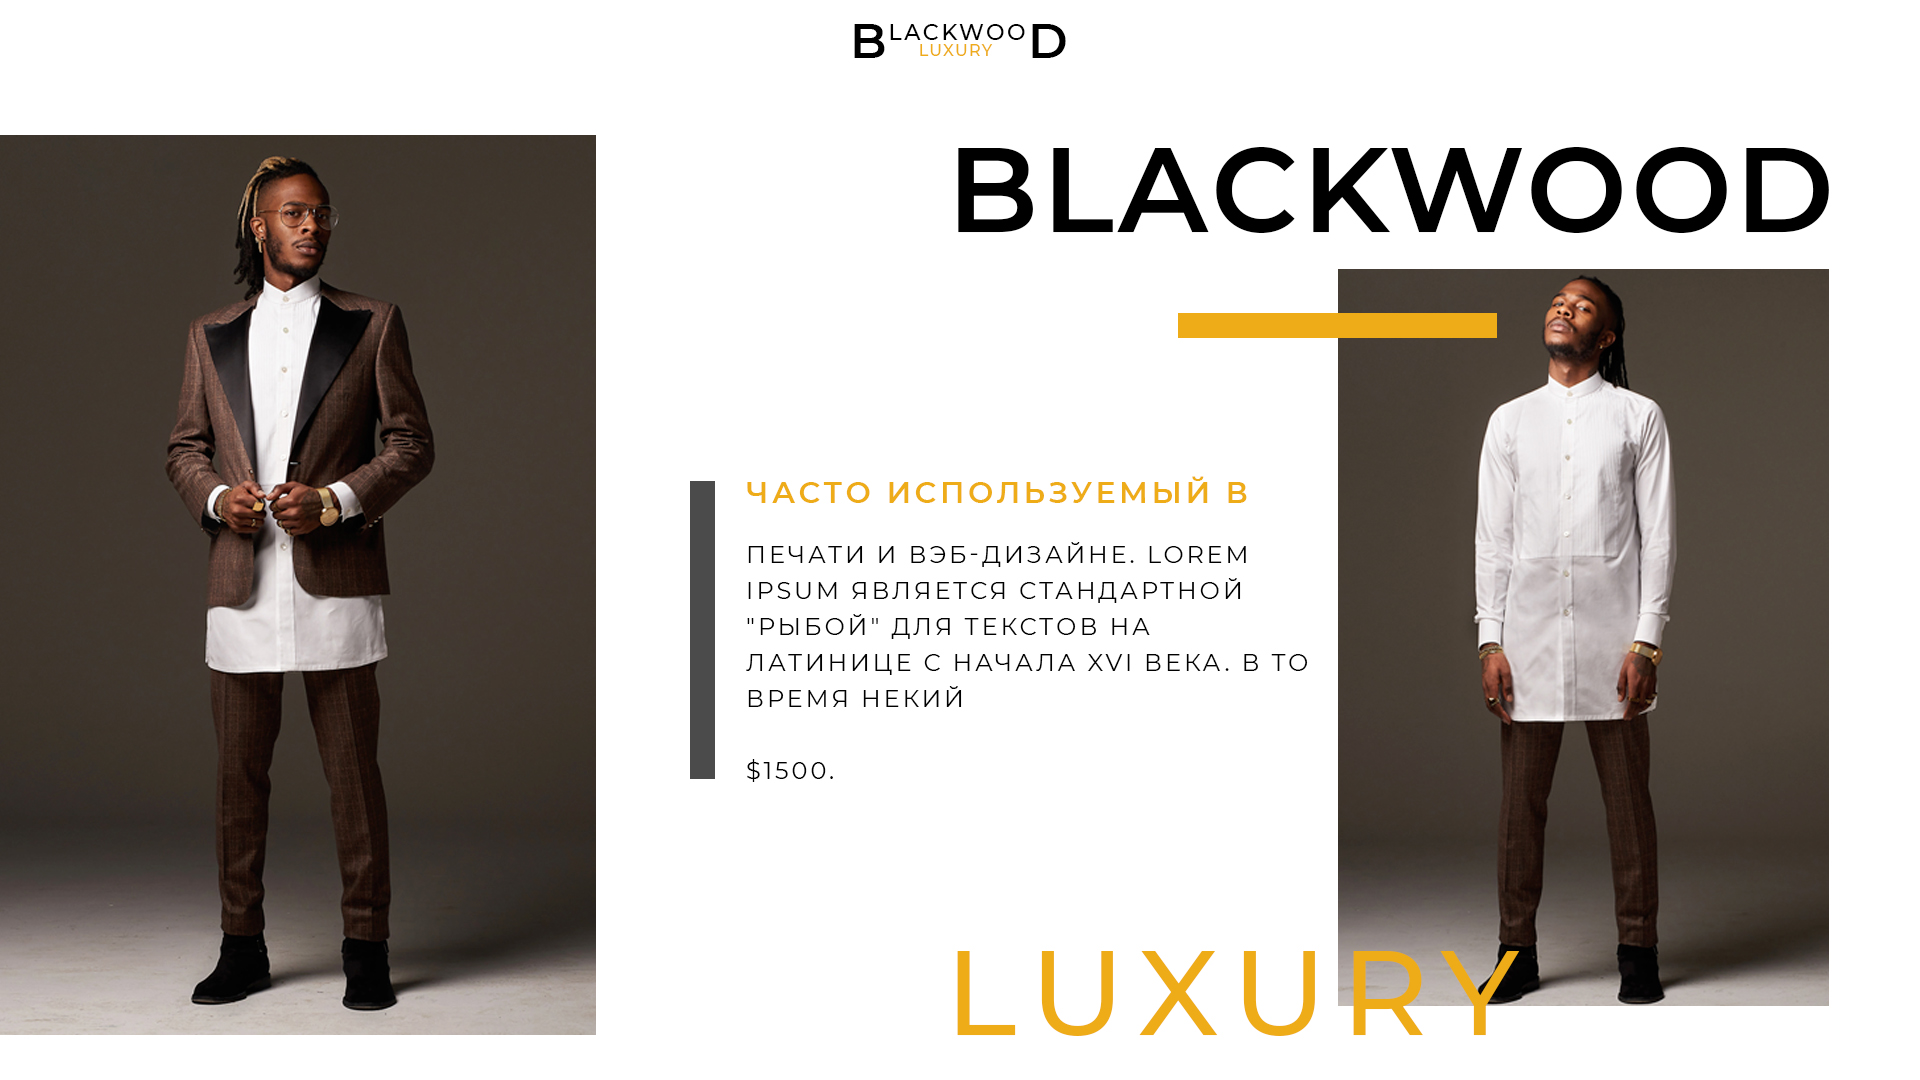 BLACKWOOD
LUXURY
BLACKWOOD
ЧАСТО ИСПОЛЬЗУЕМЫЙ В
ПЕЧАТИ И ВЭБ-ДИЗАЙНЕ. LOREM
IPSUM ЯВЛЯЕТСЯ СТАНДАРТНОЙ
"РЫБОЙ" ДЛЯ ТЕКСТОВ НА
ЛАТИНИЦЕ С НАЧАЛА XVI ВЕКА. В ТО
ВРЕМЯ НЕКИЙ
$1500.
LUXURY